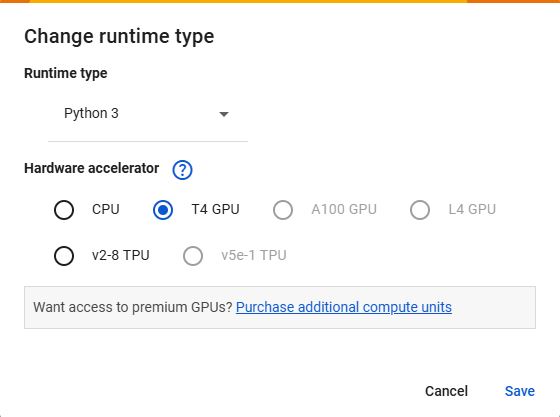 Change runtime type
Runtime type
Python 3
Hardware accelerator ?
CPU T4 GPU A100 GPU L4 GPU
v2-8 TPU v5e-1 TPU
Want access to premium GPUs? Purchase additional compute units
Cancel Save